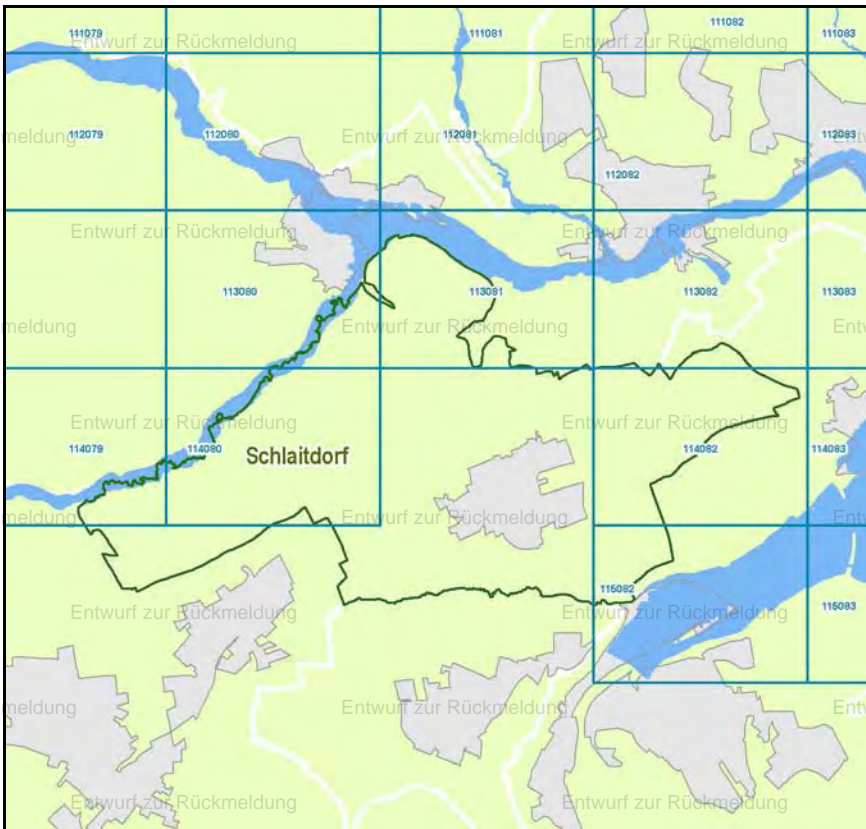 111079
111081
111082
111083
Entwurf zur Rückmeldung
Entwurf zur Rückmeldung
meldung
112079
112080
Entwurf zur Rückmeldung
112081
Entwurf zur Rückmeldung
112083
112082
Entwurf zur Rückmeldung
Entwurf zur Rückmeldung
113080
113081
113082
113083
meldung
Entwurf zur Rückmeldung
Entwurf zur Rückmeldung
Entwurf zur Rückmeldung
114079
114080
114082
114083
Schlaitdorf
meldung
Entwurf zur Rückmeldung
115082
115083
Entwurf zur Rückmeldung
Entwurf zur Rückmeldung
meldung
Entwurf zur Rückmeldung
Entwurf zur Rückmeldung
Entwurf zur Rückmeldung